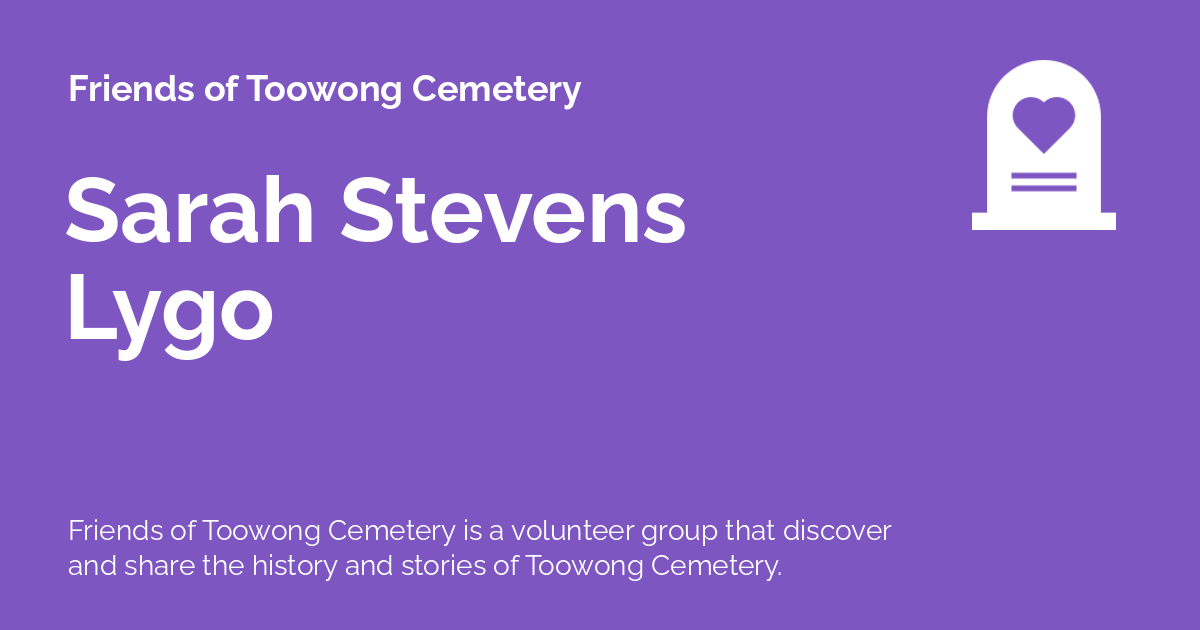 Friends of Toowong Cemetery
Sarah Stevens
Lygo
Friends of Toowong Cemetery is a volunteer group that discover
and share the history and stories of Toowong Cemetery.